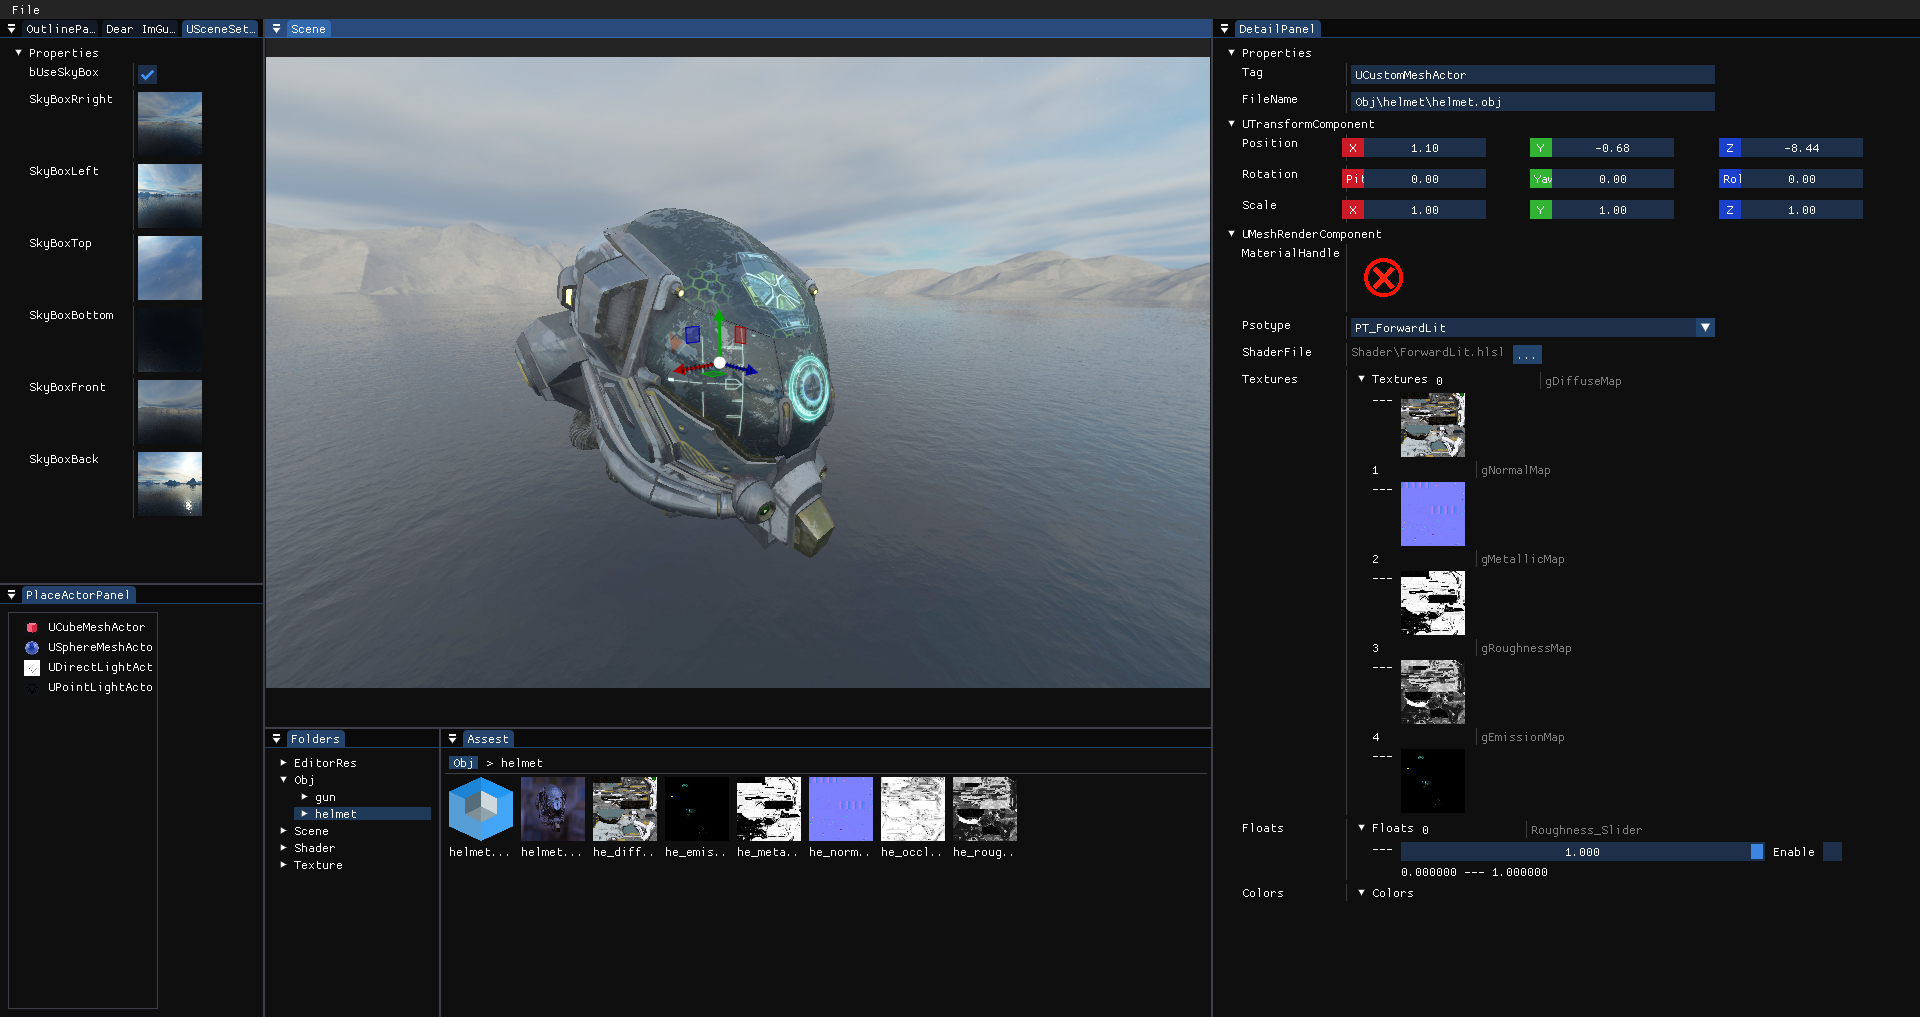 File
OutlinePa...
Dear ImGu...
USceneSet...
Properties
bUseSkyBox
SkyBoxRright
SkyBoxLeft
SkyBoxTop
SkyBoxBottom
SkyBoxFront
SkyBoxBack
PlaceActorPanel
UCubeMeshActor
USphereMeshActo
UDirectLightAct
UPointLightActo
Scene
Folders
EditorRes
Obj
gun
helmet
Scene
Shader
Texture
Assest
Obj > helmet
helmet...
helmet...
he_diff..
he_emis..
he_meta..
he_norm..
he_occl..
he_roug..
DetailPanel
Properties
Tag
UCustomMeshActor
FileName
Obj\helmet\helmet.obj
UTransformComponent
Position
X 1.10
Y -0.68
Z -8.44
Rotation
Pit 0.00
Yaw 0.00
Rol 0.00
Scale
X 1.00
Y 1.00
Z 1.00
UMeshRenderComponent
MaterialHandle
Psotype
PT_ForwardLit
ShaderFile
Shader\ForwardLit.hlsl ...
Textures
Textures 0 gDiffuseMap
---
1 gNormalMap
---
2 gMetallicMap
---
3 gRoughnessMap
---
4 gEmissionMap
---
Floats
Floats 0 Roughness_Slider
--- 1.000 Enable
0.000000 --- 1.000000
Colors
Colors